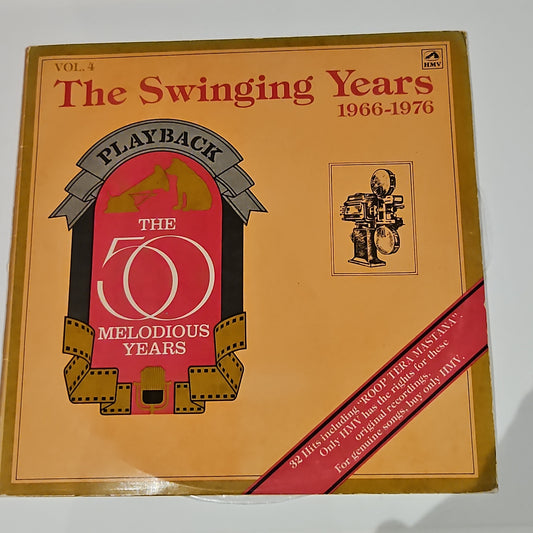 VOL. 4
HMV
The Swinging Years
1966-1976
PLAYBACK
THE
50
MELODIOUS
YEARS
32 Hits including "ROOP TERA MASTANA".
Only HMV has the rights for these
original recordings.
For genuine songs, buy only HMV.